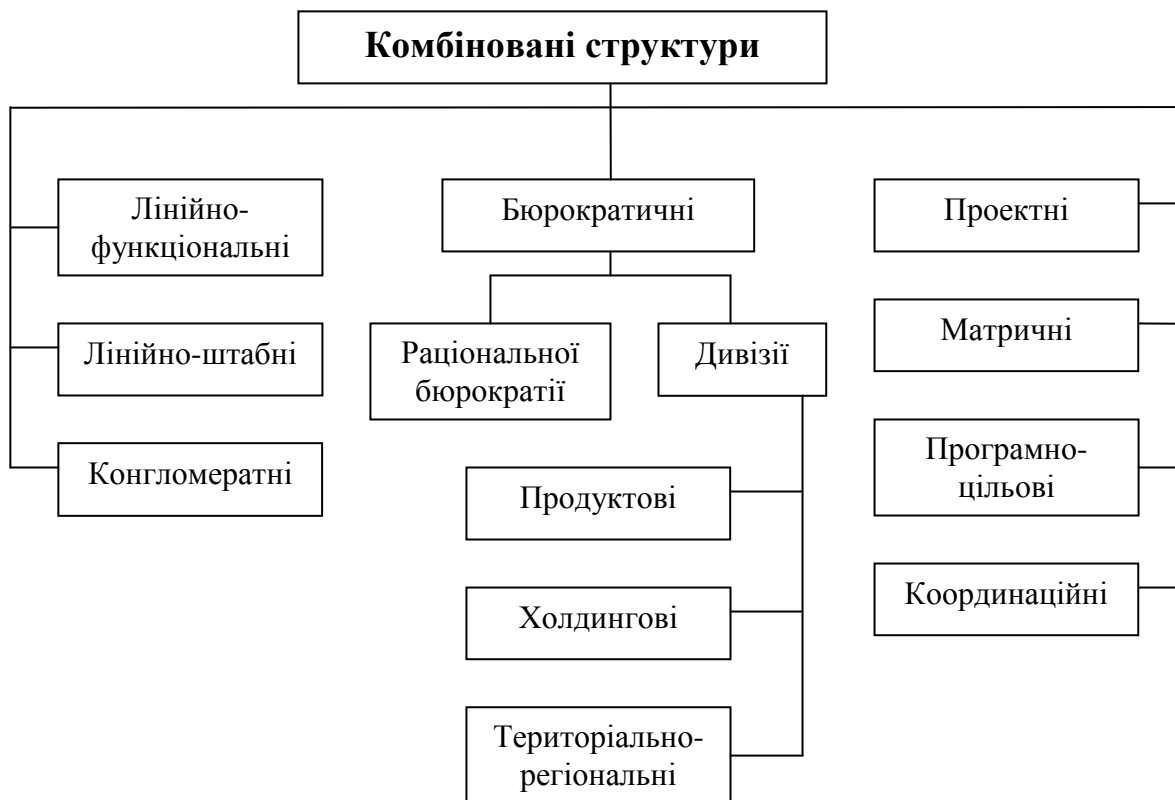 Комбіновані структури
Лінійно-
функціональні
Лінійно-штабні
Конгломератні
Бюрократичні
Раціональної
бюрократії
Дивізії
Продуктові
Холдингові
Територіально-
регіональні
Проектні
Матричні
Програмно-
цільові
Координаційні